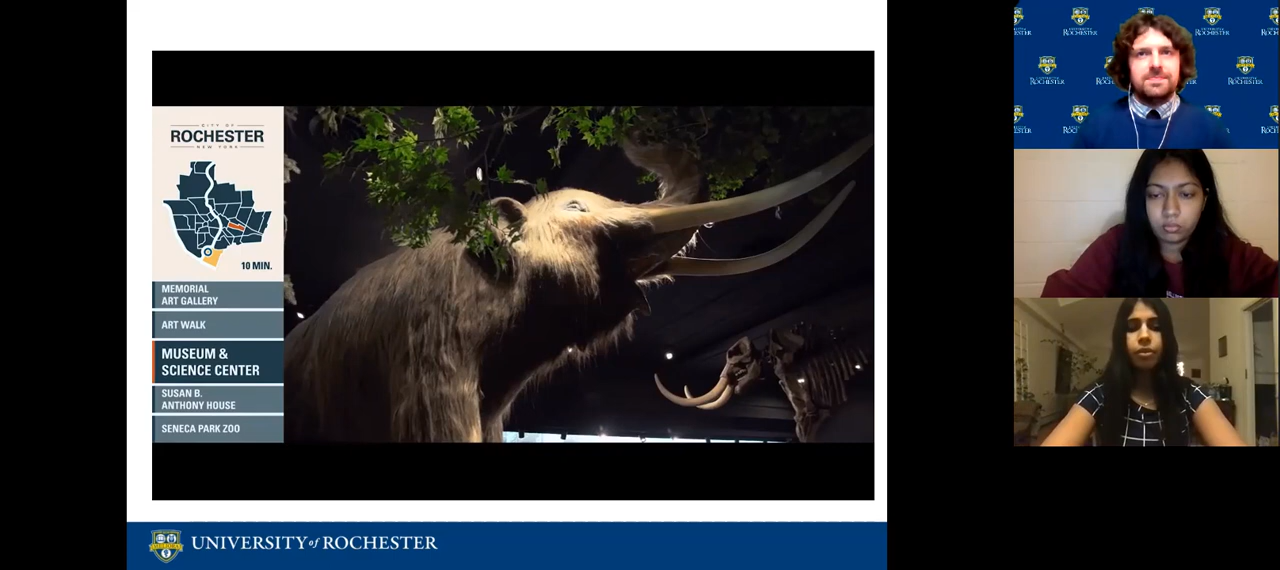 CITY OF
ROCHESTER
NEW YORK
10 MIN.
MEMORIAL
ART GALLERY
ART WALK
MUSEUM &
SCIENCE CENTER
SUSAN B.
ANTHONY HOUSE
SENECA PARK ZOO
MELIORA
UNIVERSITY of ROCHESTER